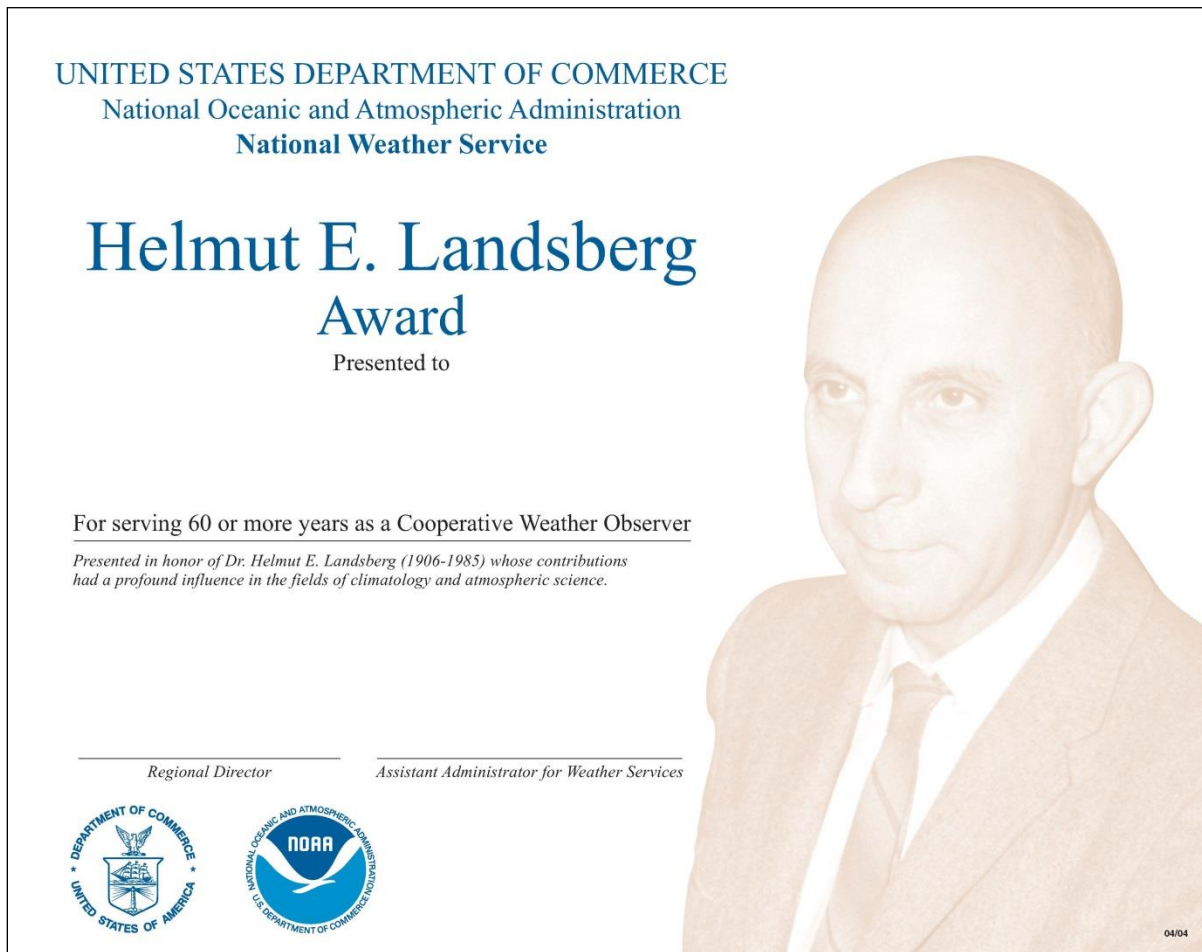 UNITED STATES DEPARTMENT OF COMMERCE
National Oceanic and Atmospheric Administration
National Weather Service
Helmut E. Landsberg
Award
Presented to
For serving 60 or more years as a Cooperative Weather Observer
Presented in honor of Dr. Helmut E. Landsberg (1906-1985) whose contributions
had a profound influence in the fields of climatology and atmospheric science.
Regional Director
Assistant Administrator for Weather Services
DEPARTMENT OF COMMERCE
UNITED STATES OF AMERICA
NATIONAL OCEANIC AND ATMOSPHERIC ADMINISTRATION
NOAA
U.S. DEPARTMENT OF COMMERCE
04/04